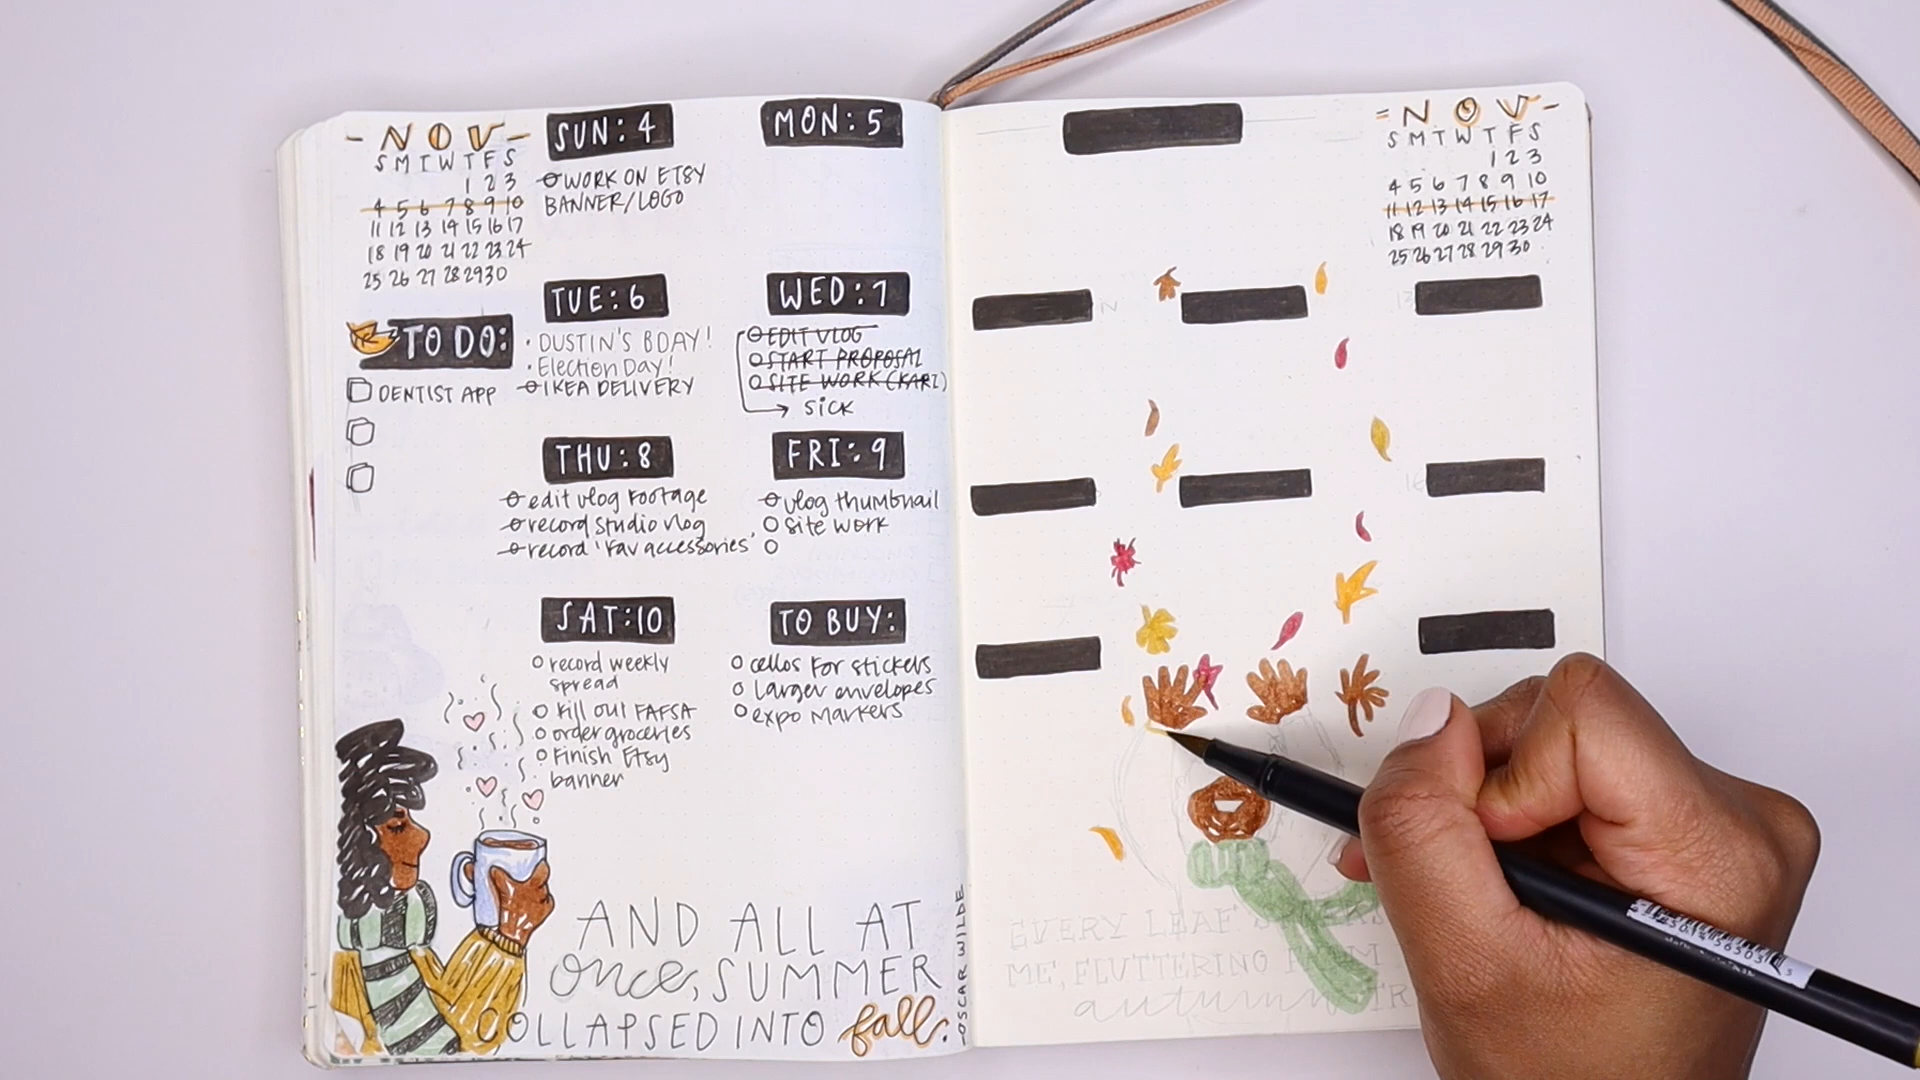 - NOV -
S M T W T F S
1 2 3
4 5 6 7 8 9 10
11 12 13 14 15 16 17
18 19 20 21 22 23 24
25 26 27 28 29 30
TO DO:
DENTIST APP
SUN: 4
WORK ON ETSY
BANNER/LOGO
MON: 5
TUE: 6
· DUSTIN'S BDAY!
· Election Day!
IKEA DELIVERY
WED: 7
EDIT VLOG
START PROPOSAL
SITE WORK (KARI)
→ SICK
THU: 8
edit vlog footage
record studio vlog
record 'fav accessories'
FRI: 9
vlog thumbnail
site work
SAT: 10
record weekly
spread
fill out FAFSA
order groceries
Finish Etsy
banner
TO BUY:
cellos for stickers
larger envelopes
expo markers
AND ALL AT
once, SUMMER
COLLAPSED INTO fall.
-OSCAR WILDE
= NOV -
S M T W T F S
1 2 3
4 5 6 7 8 9 10
11 12 13 14 15 16 17
18 19 20 21 22 23 24
25 26 27 28 29 30
EVERY LEAF SPEAKS
ME, FLUTTERING FROM
autumn TR